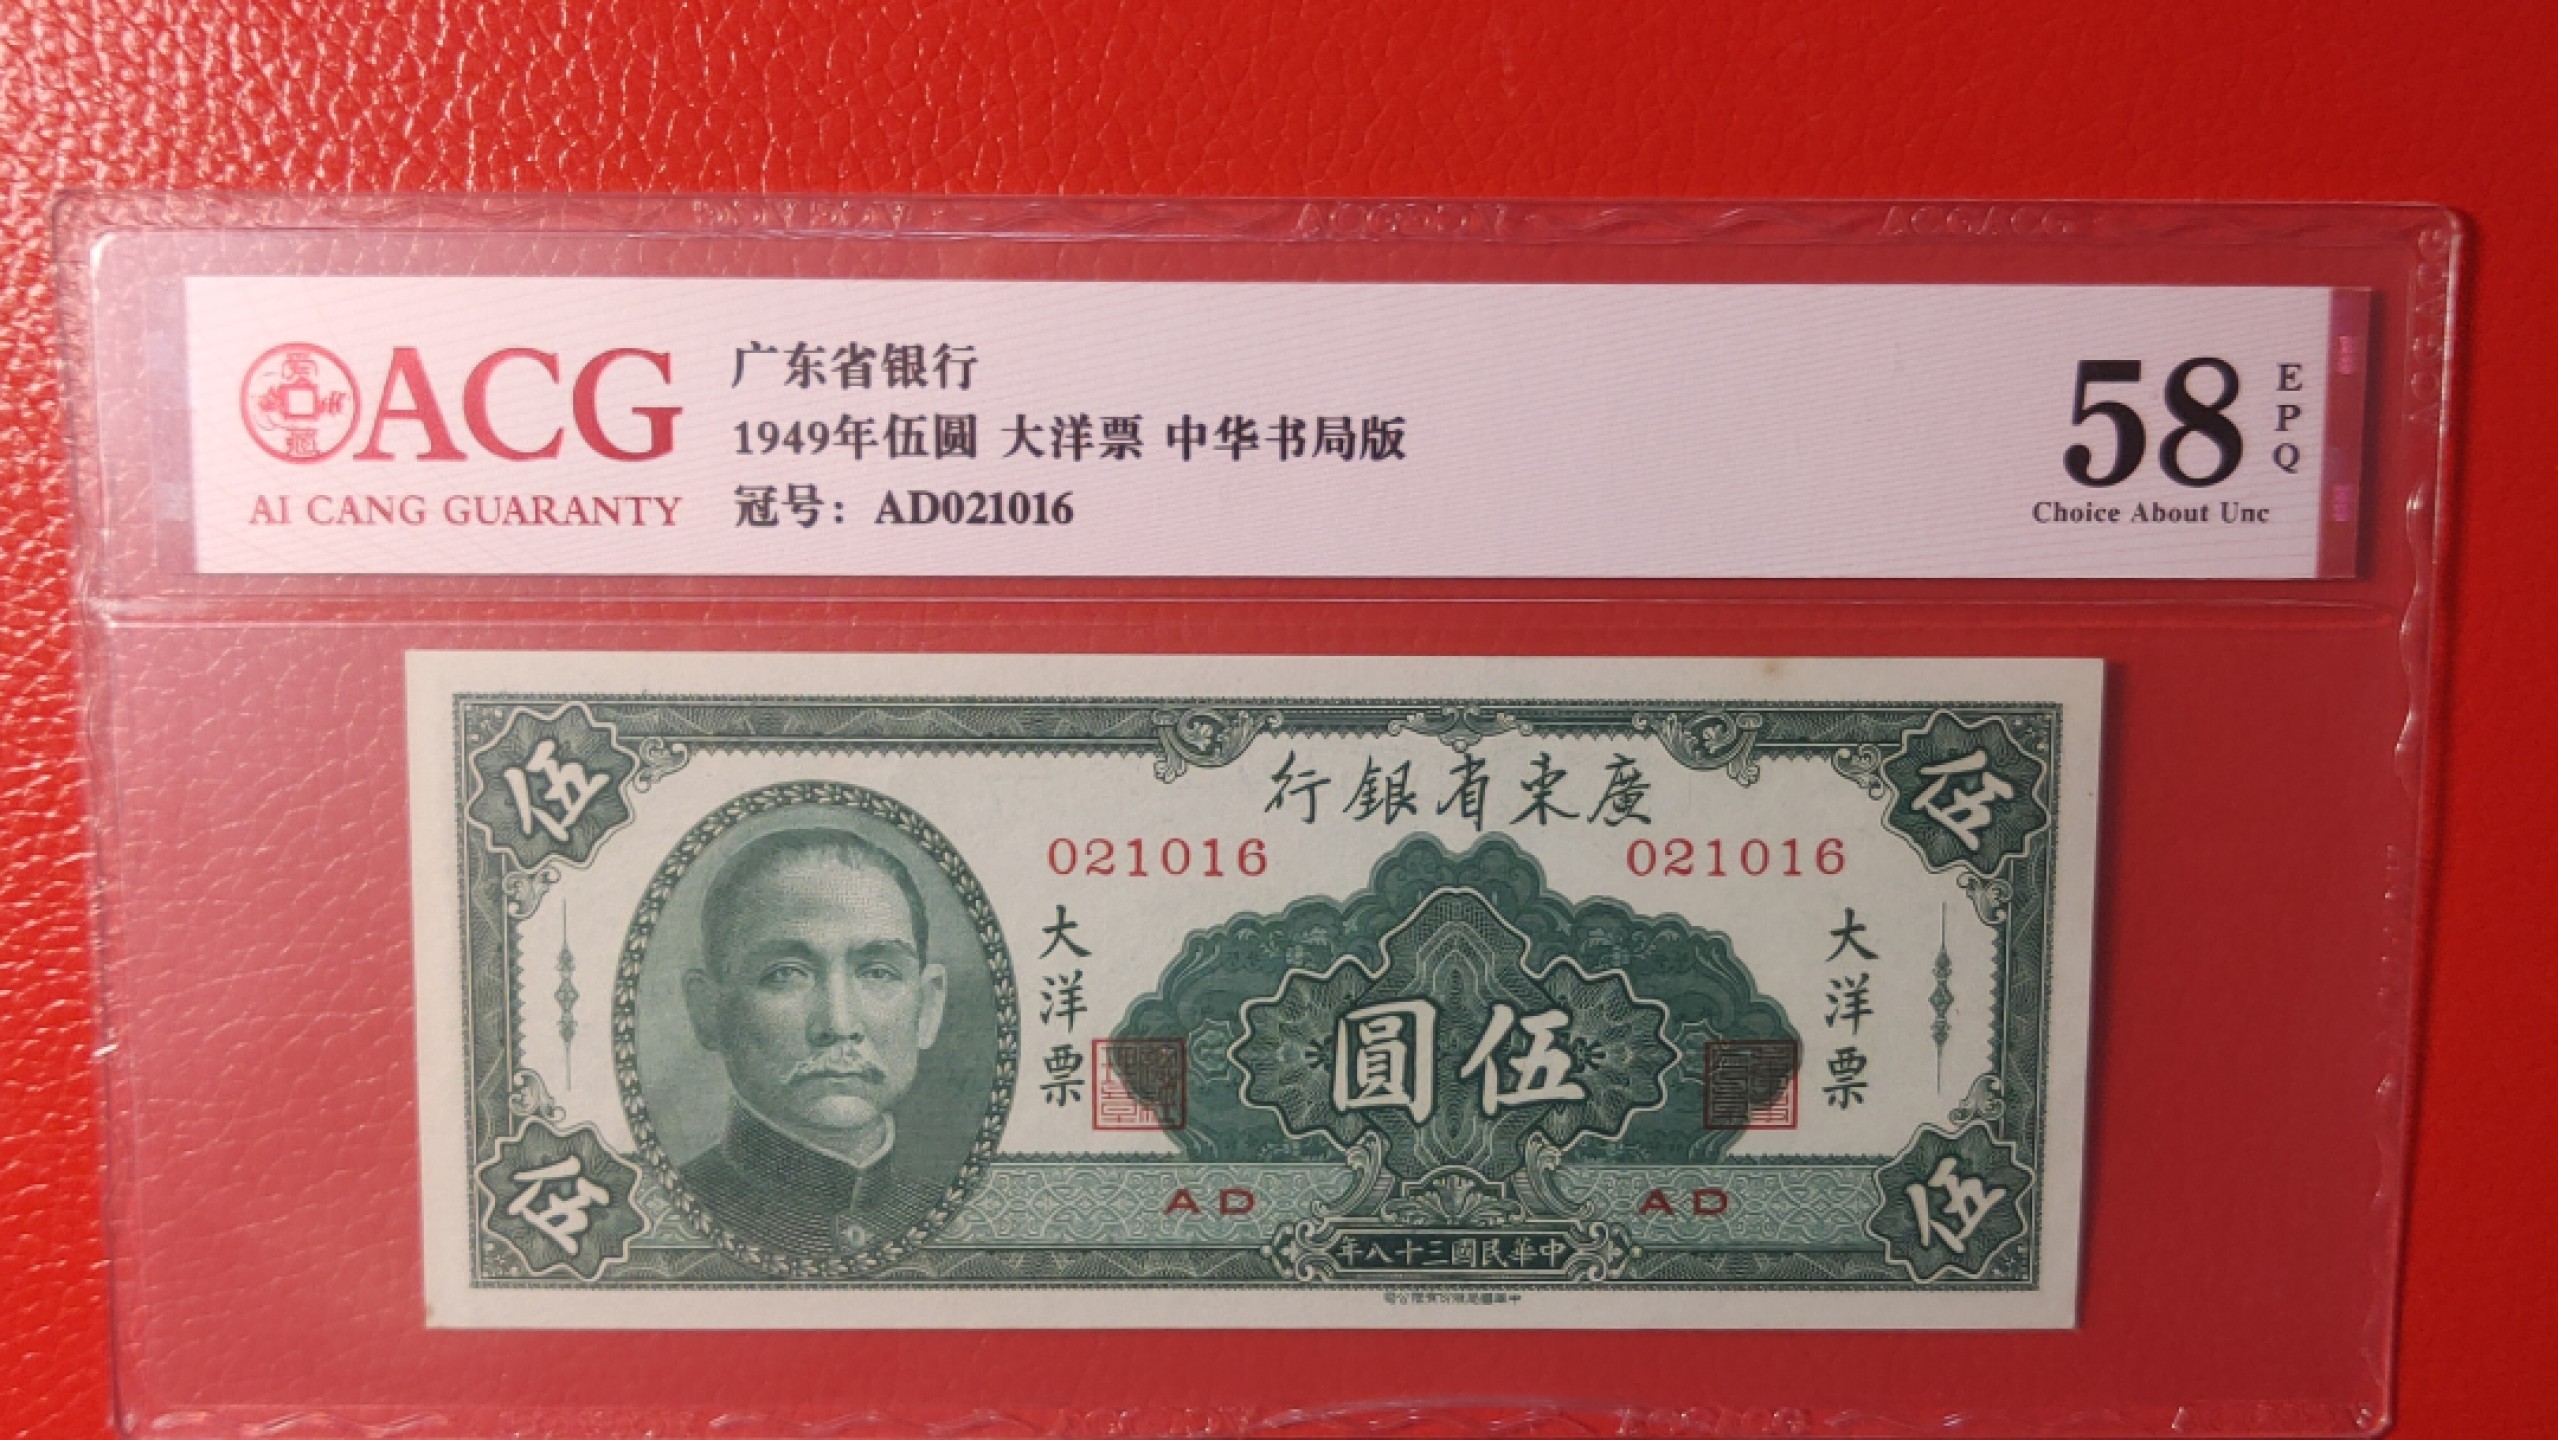 ACG
AI CANG GUARANTY
广东省银行
1949年伍圆 大洋票 中华书局版
冠号：AD021016
58
EPQ
Choice About Unc
伍
伍
行銀省東廣
021016
021016
大洋票
大洋票
圓伍
AD
AD
年八十三國民華中
伍
伍